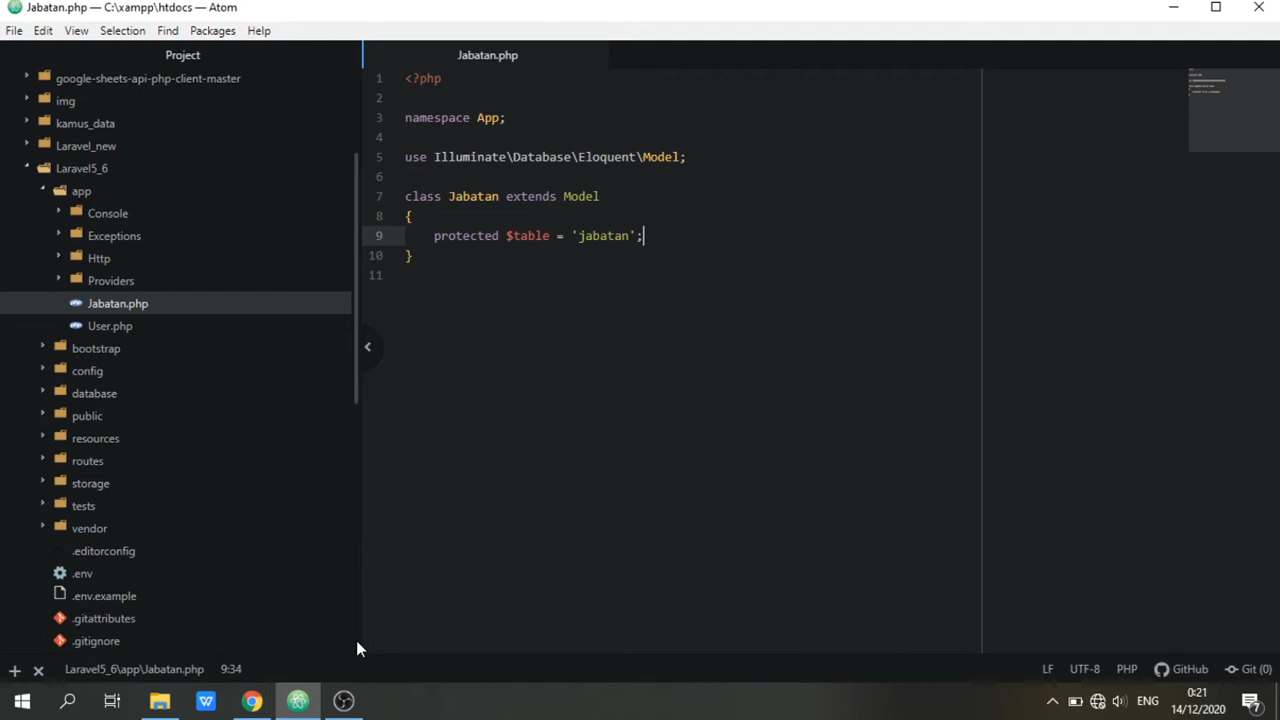 Jabatan.php — C:\xampp\htdocs — Atom
File Edit View Selection Find Packages Help
Project
google-sheets-api-php-client-master
img
kamus_data
Laravel_new
Laravel5_6
app
Console
Exceptions
Http
Providers
Jabatan.php
User.php
bootstrap
config
database
public
resources
routes
storage
tests
vendor
.editorconfig
.env
.env.example
.gitattributes
.gitignore
Jabatan.php
1 <?php
2
3 namespace App;
4
5 use Illuminate\Database\Eloquent\Model;
6
7 class Jabatan extends Model
8 {
9 protected $table = 'jabatan';
10 }
11
Laravel5_6\app\Jabatan.php 9:34
LF UTF-8 PHP GitHub Git (0)
ENG
0:21
14/12/2020
7